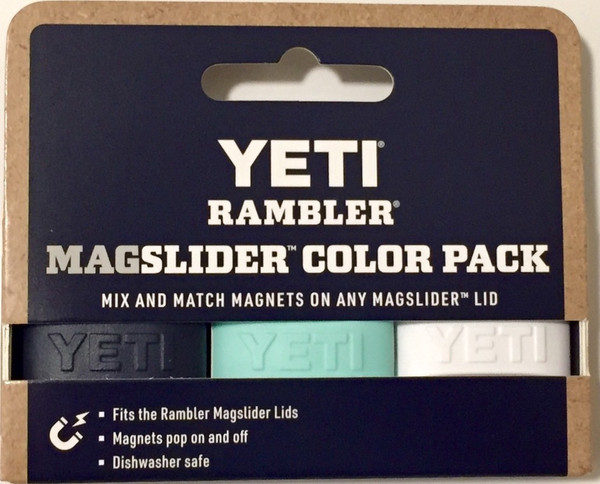 YETI®
RAMBLER®
MAGSLIDER™ COLOR PACK
MIX AND MATCH MAGNETS ON ANY MAGSLIDER™ LID
YETI YETI YETI
▪ Fits the Rambler Magslider Lids
▪ Magnets pop on and off
▪ Dishwasher safe